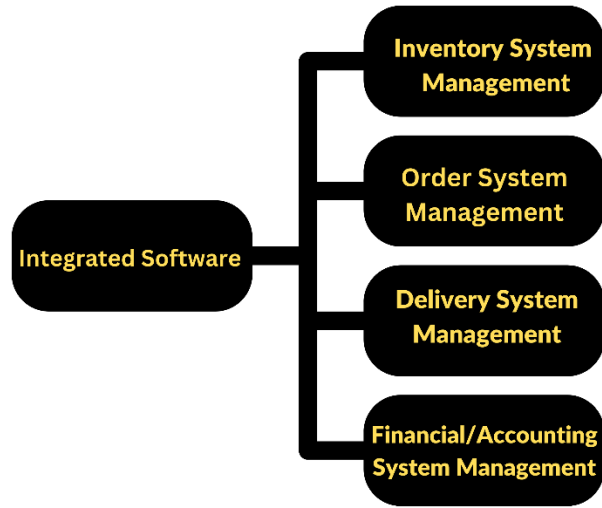 Integrated Software
Inventory System
Management
Order System
Management
Delivery System
Management
Financial/Accounting
System Management